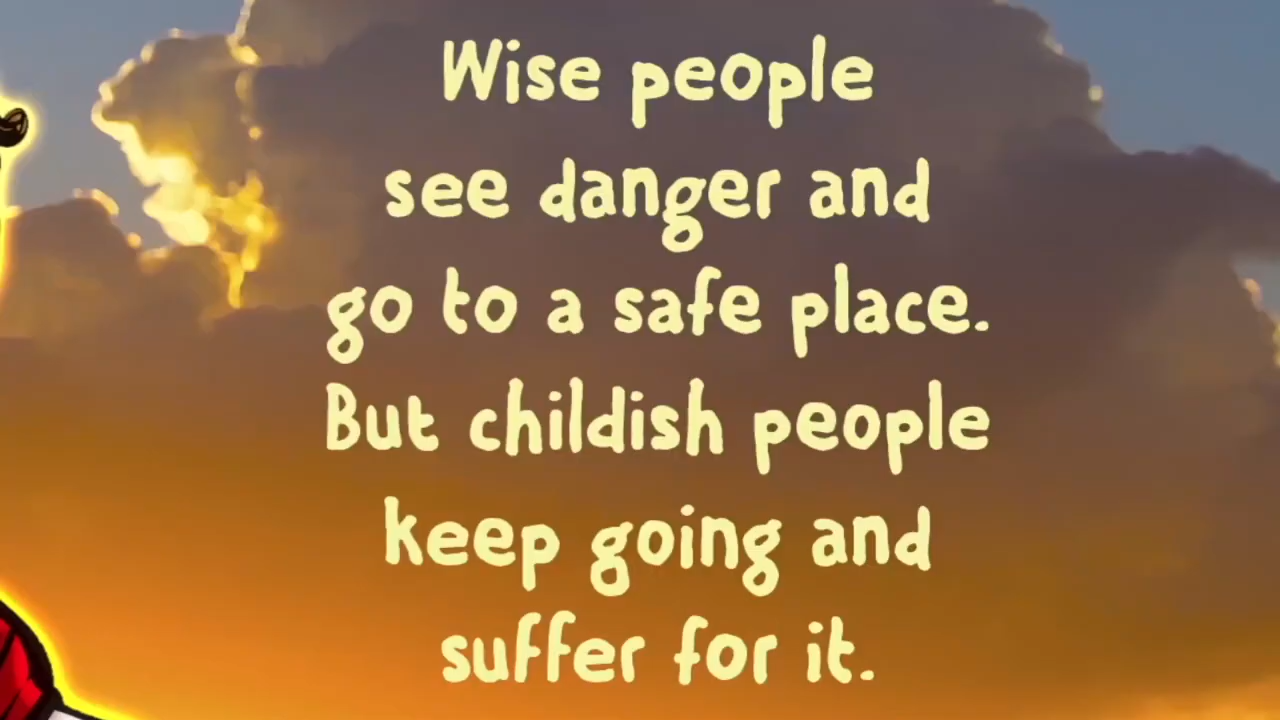 Wise people
see danger and
go to a safe place.
But childish people
keep going and
suffer for it.